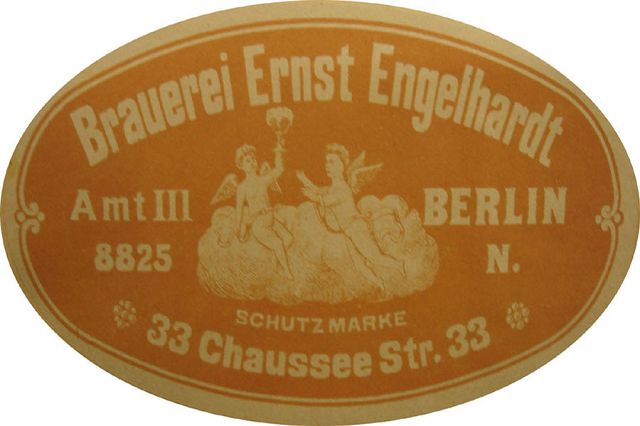 Brauerei Ernst Engelhardt
Amt III
8825
BERLIN
N.
SCHUTZMARKE
33 Chaussee Str. 33